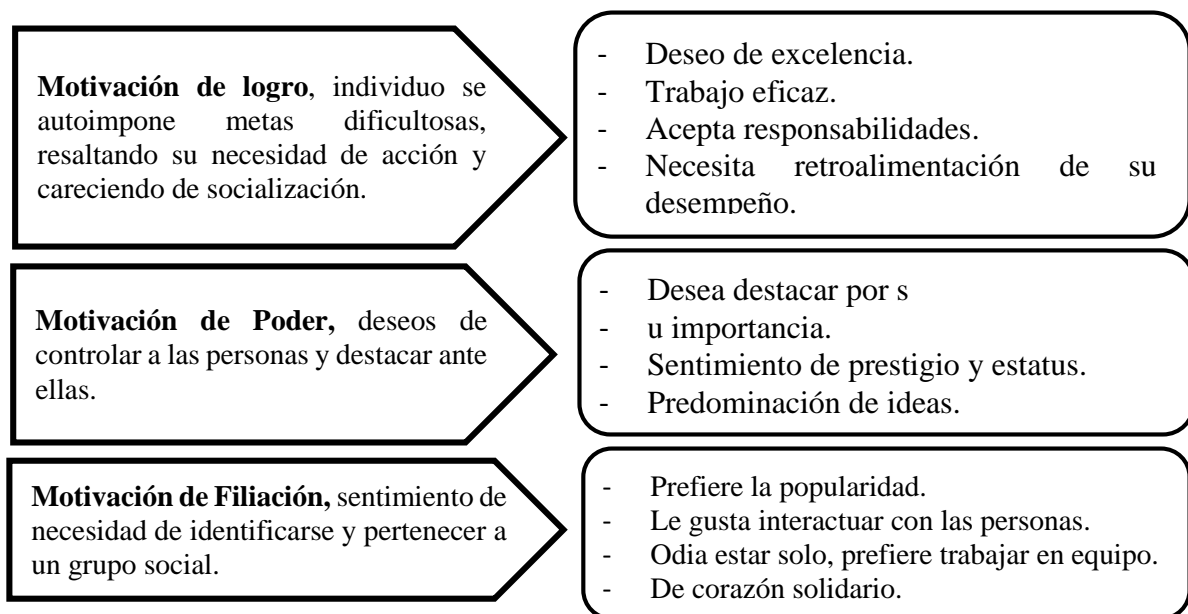 Motivación de logro, individuo se
autoimpone metas dificultosas,
resaltando su necesidad de acción y
careciendo de socialización.
- Deseo de excelencia.
- Trabajo eficaz.
- Acepta responsabilidades.
- Necesita retroalimentación de su
desempeño.
Motivación de Poder, deseos de
controlar a las personas y destacar ante
ellas.
- Desea destacar por s
- u importancia.
- Sentimiento de prestigio y estatus.
- Predominación de ideas.
Motivación de Filiación, sentimiento de
necesidad de identificarse y pertenecer a
un grupo social.
- Prefiere la popularidad.
- Le gusta interactuar con las personas.
- Odia estar solo, prefiere trabajar en equipo.
- De corazón solidario.